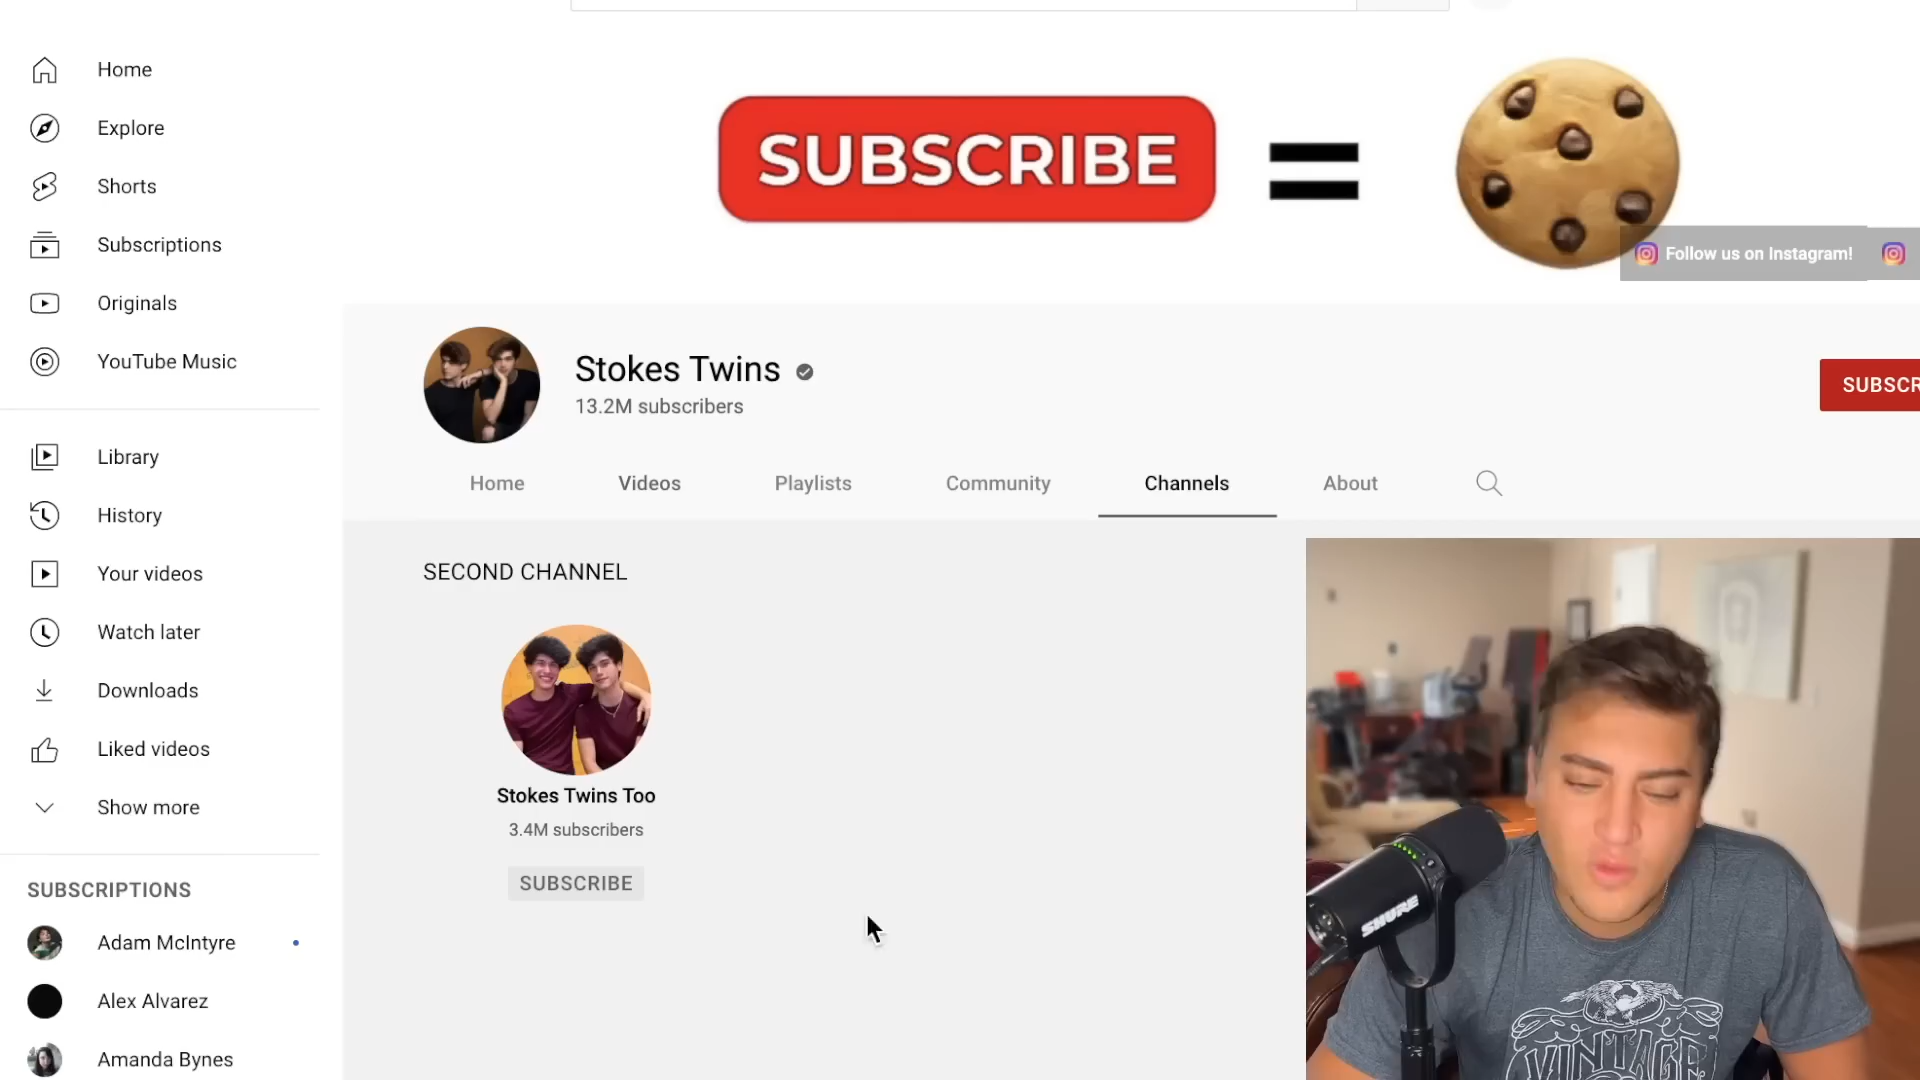 SUBSCRIBE =
Follow us on Instagram!
Home
Explore
Shorts
Subscriptions
Originals
YouTube Music
Library
History
Your videos
Watch later
Downloads
Liked videos
Show more
SUBSCRIPTIONS
Adam McIntyre
Alex Alvarez
Amanda Bynes
Stokes Twins
13.2M subscribers
SUBSCR
Home Videos Playlists Community Channels About
SECOND CHANNEL
Stokes Twins Too
3.4M subscribers
SUBSCRIBE
SHURE
VINTAGE